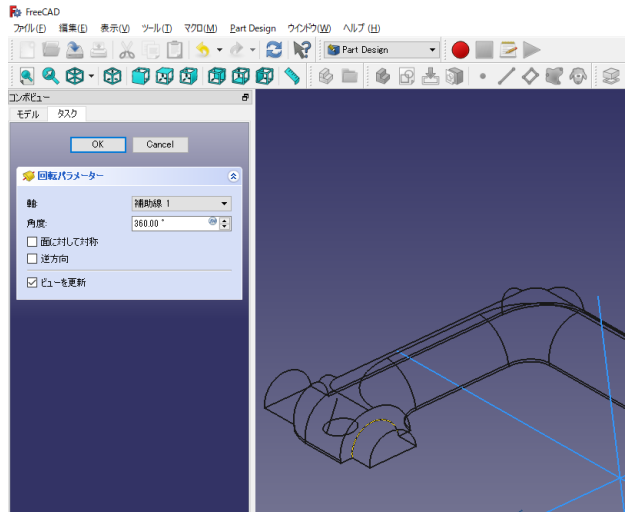 FreeCAD
ファイル(F) 編集(E) 表示(V) ツール(T) マクロ(M) Part Design ウインドウ(W) ヘルプ(H)
Part Design
コンボビュー
モデル タスク
OK Cancel
回転パラメーター
軸: 補助線 1
角度: 360.00 °
面に対して対称
逆方向
ビューを更新